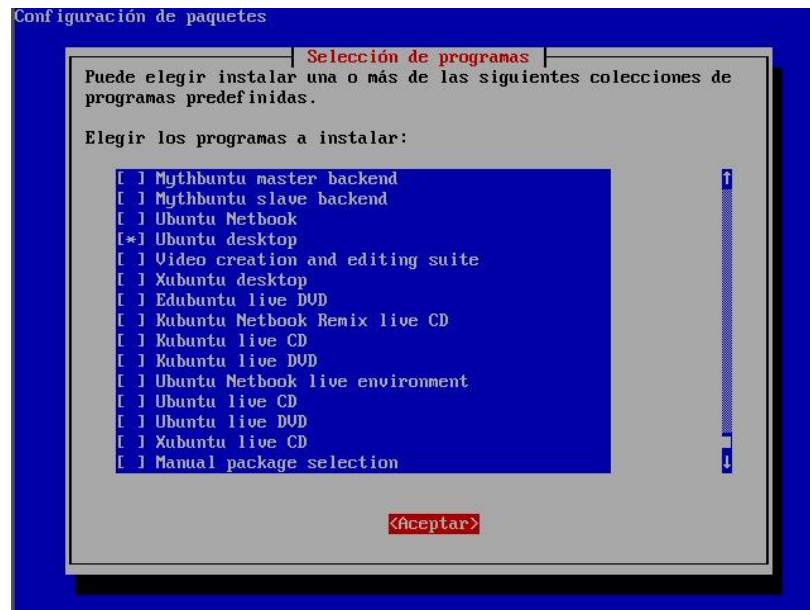 Configuración de paquetes
Selección de programas
Puede elegir instalar una o más de las siguientes colecciones de
programas predefinidas.
Elegir los programas a instalar:
[ ] Mythbuntu master backend
[ ] Mythbuntu slave backend
[ ] Ubuntu Netbook
[*] Ubuntu desktop
[ ] Video creation and editing suite
[ ] Xubuntu desktop
[ ] Edubuntu live DVD
[ ] Kubuntu Netbook Remix live CD
[ ] Kubuntu live CD
[ ] Kubuntu live DVD
[ ] Ubuntu Netbook live environment
[ ] Ubuntu live CD
[ ] Ubuntu live DVD
[ ] Xubuntu live CD
[ ] Manual package selection
<Aceptar>